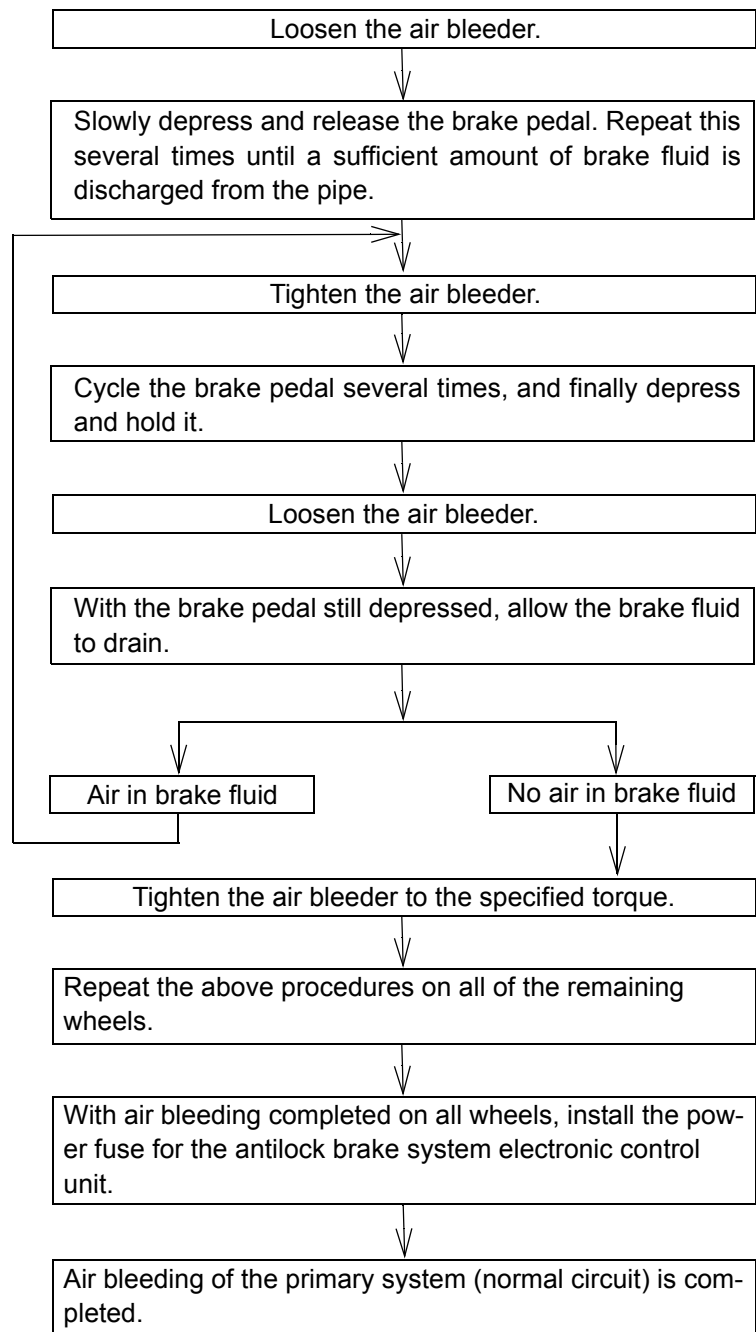 Loosen the air bleeder.
Slowly depress and release the brake pedal. Repeat this
several times until a sufficient amount of brake fluid is
discharged from the pipe.
Tighten the air bleeder.
Cycle the brake pedal several times, and finally depress
and hold it.
Loosen the air bleeder.
With the brake pedal still depressed, allow the brake fluid
to drain.
Air in brake fluid
No air in brake fluid
Tighten the air bleeder to the specified torque.
Repeat the above procedures on all of the remaining
wheels.
With air bleeding completed on all wheels, install the pow-
er fuse for the antilock brake system electronic control
unit.
Air bleeding of the primary system (normal circuit) is com-
pleted.